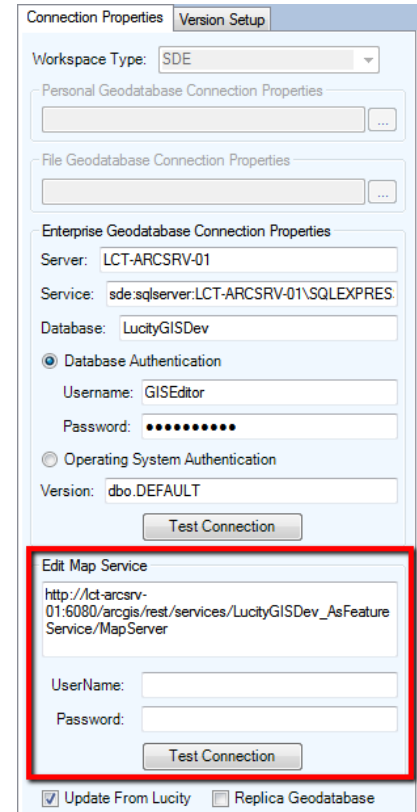 Connection Properties Version Setup
Workspace Type: SDE
Personal Geodatabase Connection Properties
...
File Geodatabase Connection Properties
...
Enterprise Geodatabase Connection Properties
Server: LCT-ARCSRV-01
Service: sde:sqlserver:LCT-ARCSRV-01\SQLEXPRES
Database: LucityGISDev
Database Authentication
Username: GISEditor
Password: ●●●●●●●●●●
Operating System Authentication
Version: dbo.DEFAULT
Test Connection
Edit Map Service
http://lct-arcsrv-
01:6080/arcgis/rest/services/LucityGISDev_AsFeature
Service/MapServer
UserName:
Password:
Test Connection
Update From Lucity Replica Geodatabase